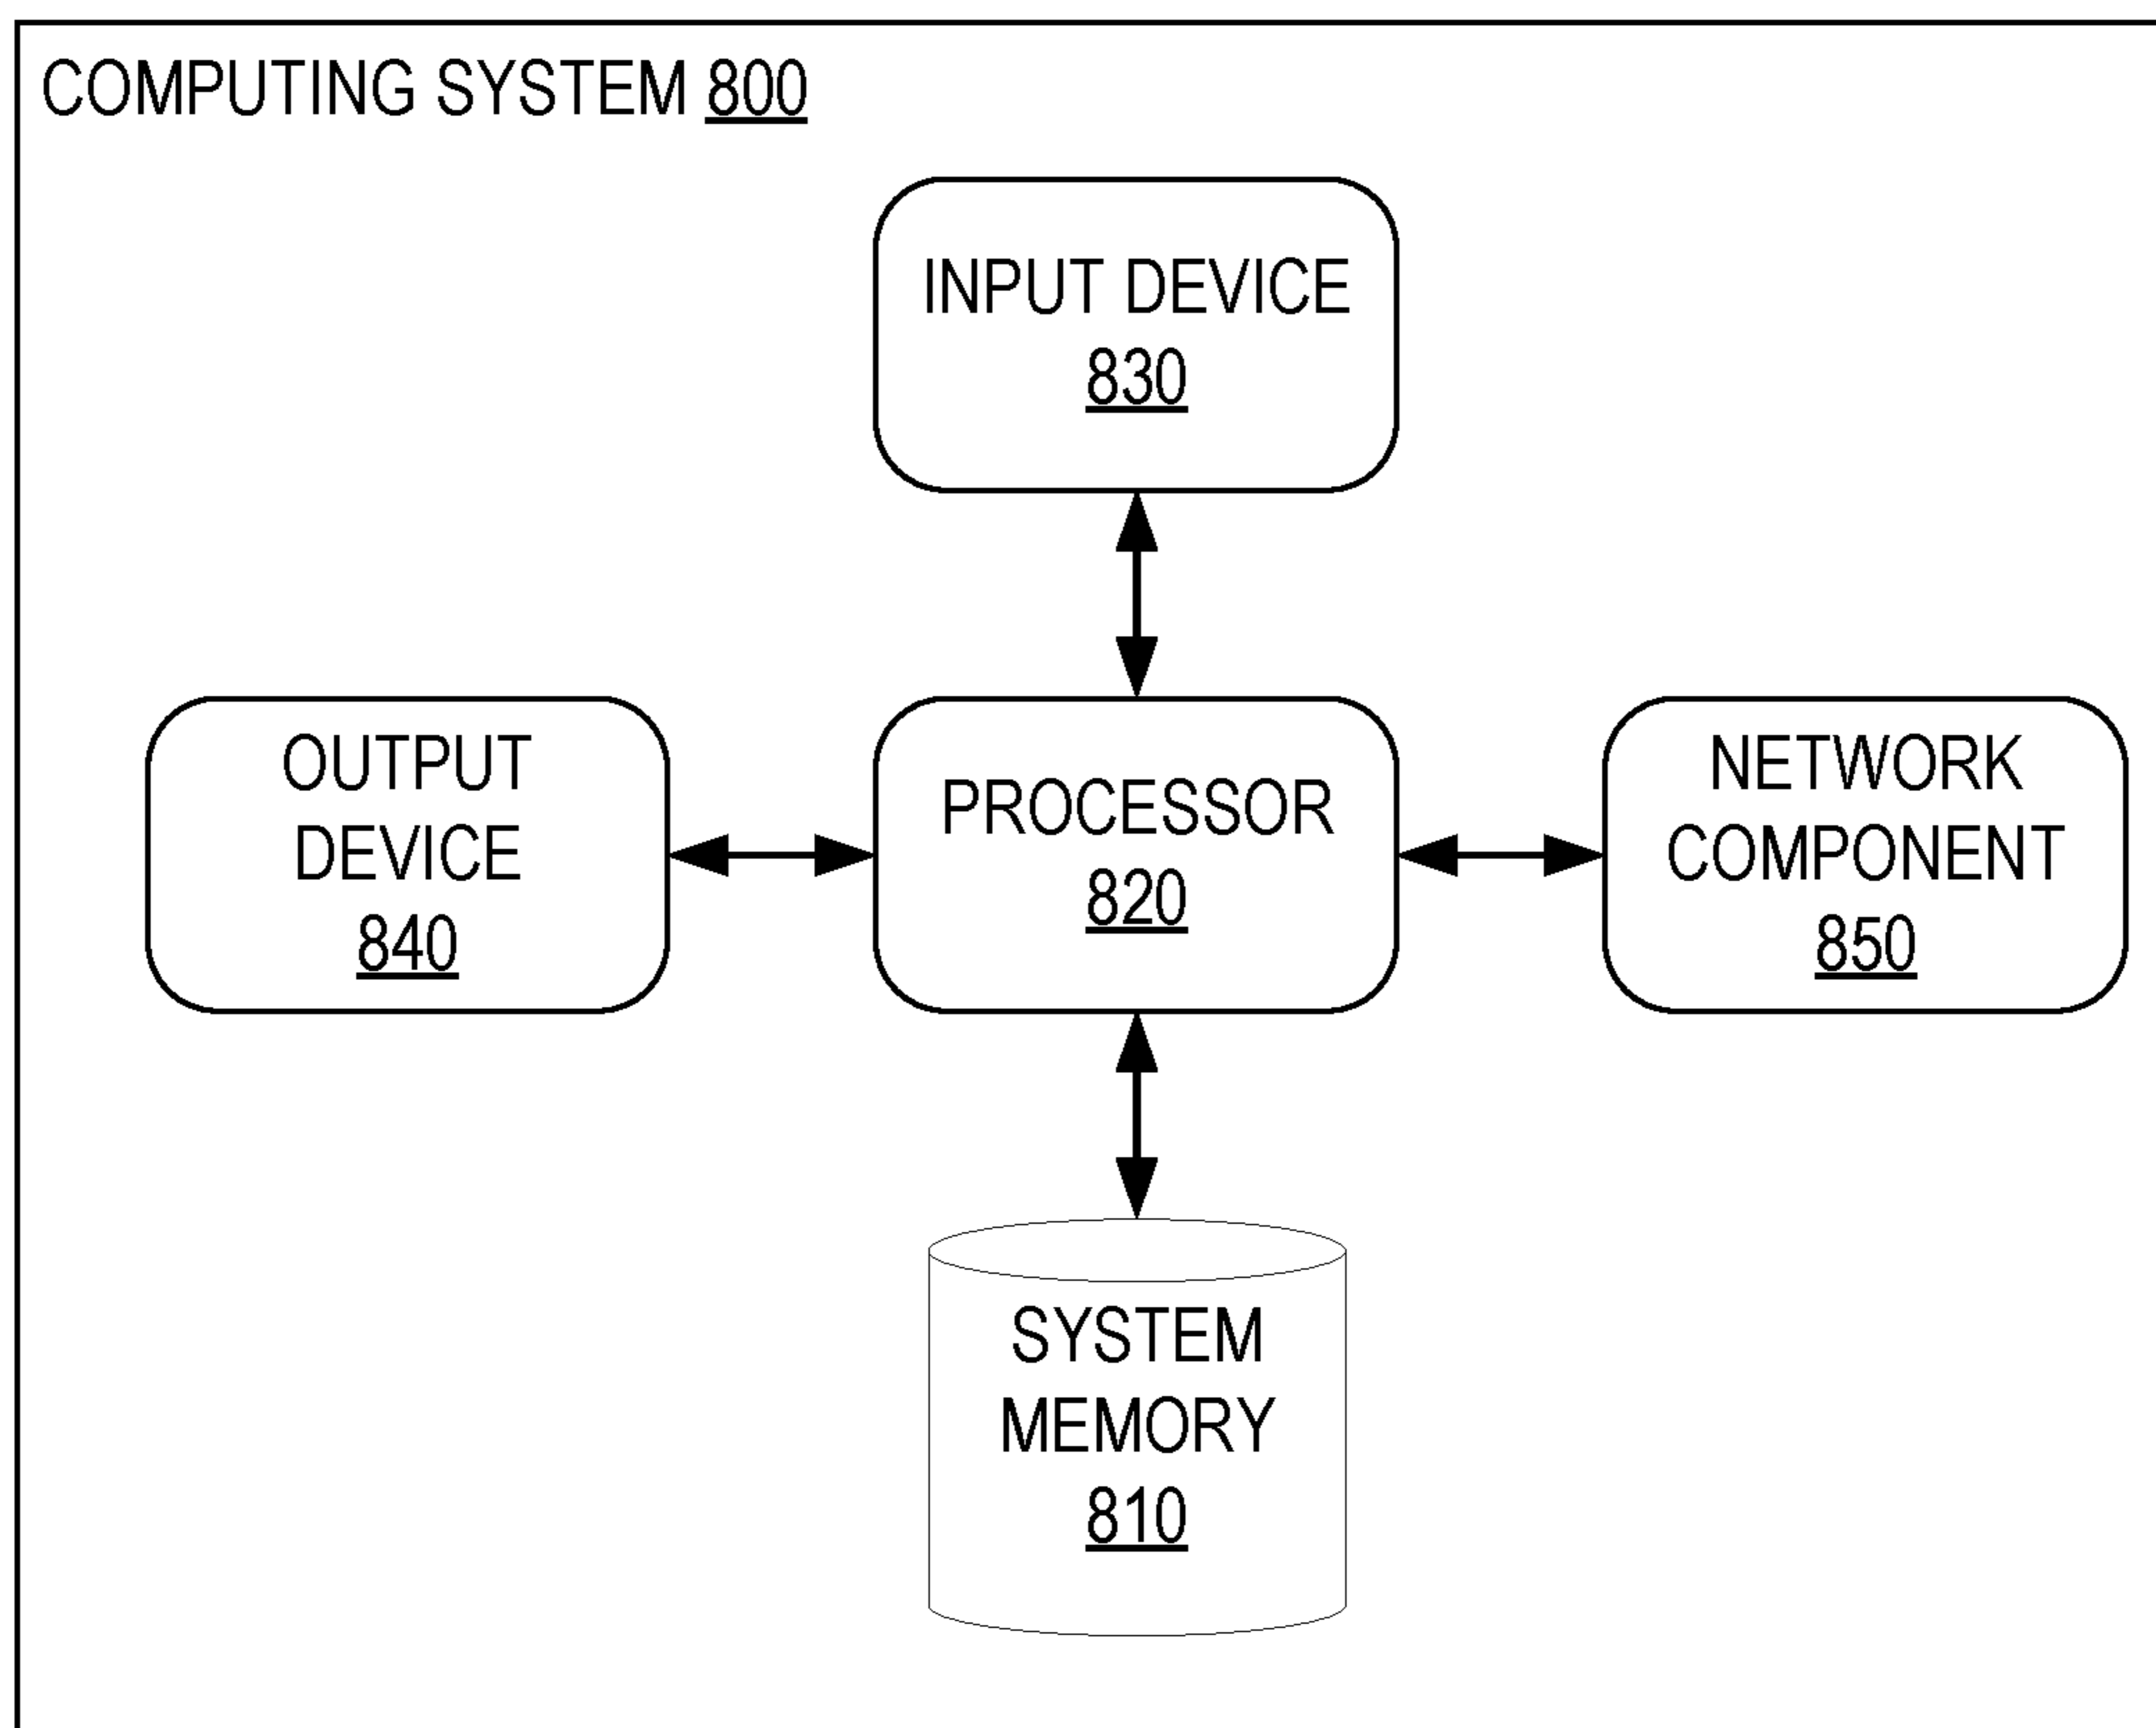 COMPUTING SYSTEM 800
INPUT DEVICE
830
OUTPUT
DEVICE
840
PROCESSOR
820
NETWORK
COMPONENT
850
SYSTEM
MEMORY
810